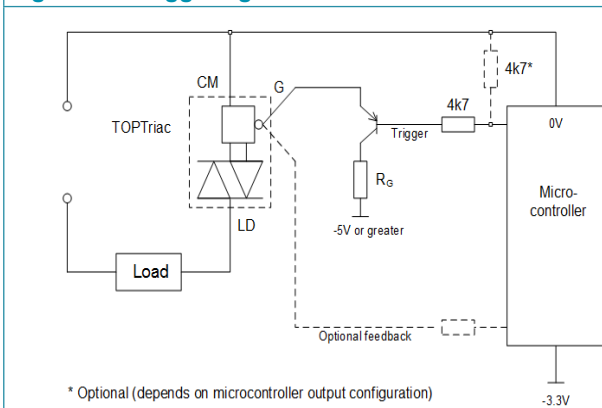 4k7*
CM
G
4k7
TOPTriac
0V
Trigger
RG
Micro-
controller
-5V or greater
LD
Load
Optional feedback
* Optional (depends on microcontroller output configuration)
-3.3V